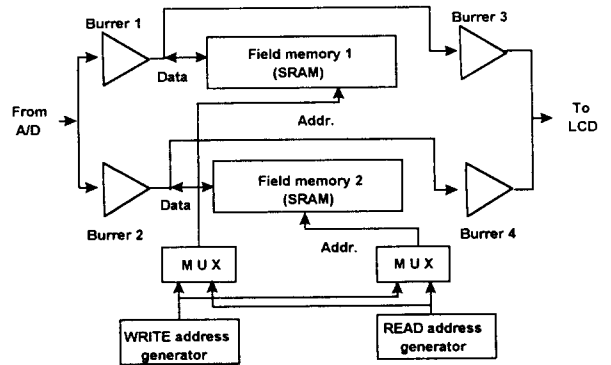 Burrer 1
Burrer 3
Field memory 1
(SRAM)
Data
From
A/D
Addr.
To
LCD
Field memory 2
(SRAM)
Data
Burrer 2
Burrer 4
Addr.
M U X
M U X
WRITE address
generator
READ address
generator